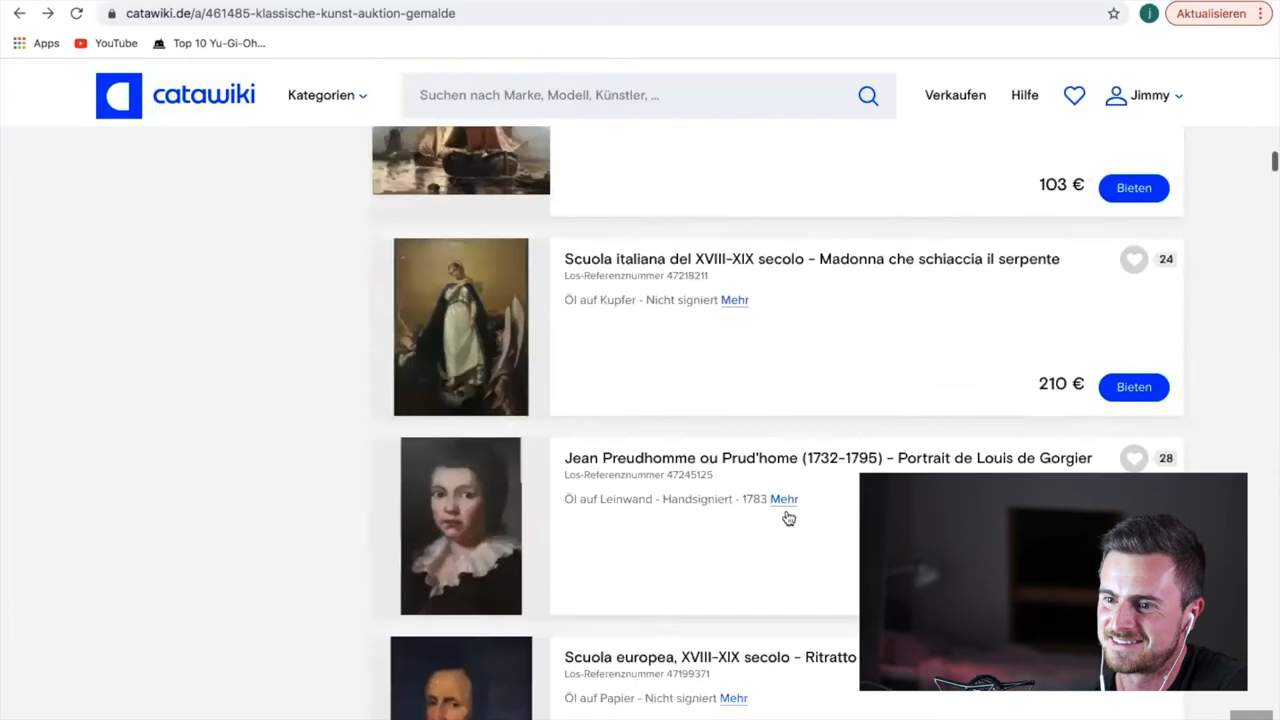 catawiki.de/a/461485-klassische-kunst-auktion-gemalde
j
Aktualisieren
Apps
YouTube
Top 10 Yu-Gi-Oh...
catawiki
Kategorien
Suchen nach Marke, Modell, Künstler, ...
Verkaufen
Hilfe
Jimmy
103 €
Bieten
Scuola italiana del XVIII-XIX secolo - Madonna che schiaccia il serpente
24
Los-Referenznummer 47218211
Öl auf Kupfer - Nicht signiert Mehr
210 €
Bieten
Jean Preudhomme ou Prud'home (1732-1795) - Portrait de Louis de Gorgier
28
Los-Referenznummer 47245125
Öl auf Leinwand - Handsigniert - 1783 Mehr
Scuola europea, XVIII-XIX secolo - Ritratto
Los-Referenznummer 47199371
Öl auf Papier - Nicht signiert Mehr